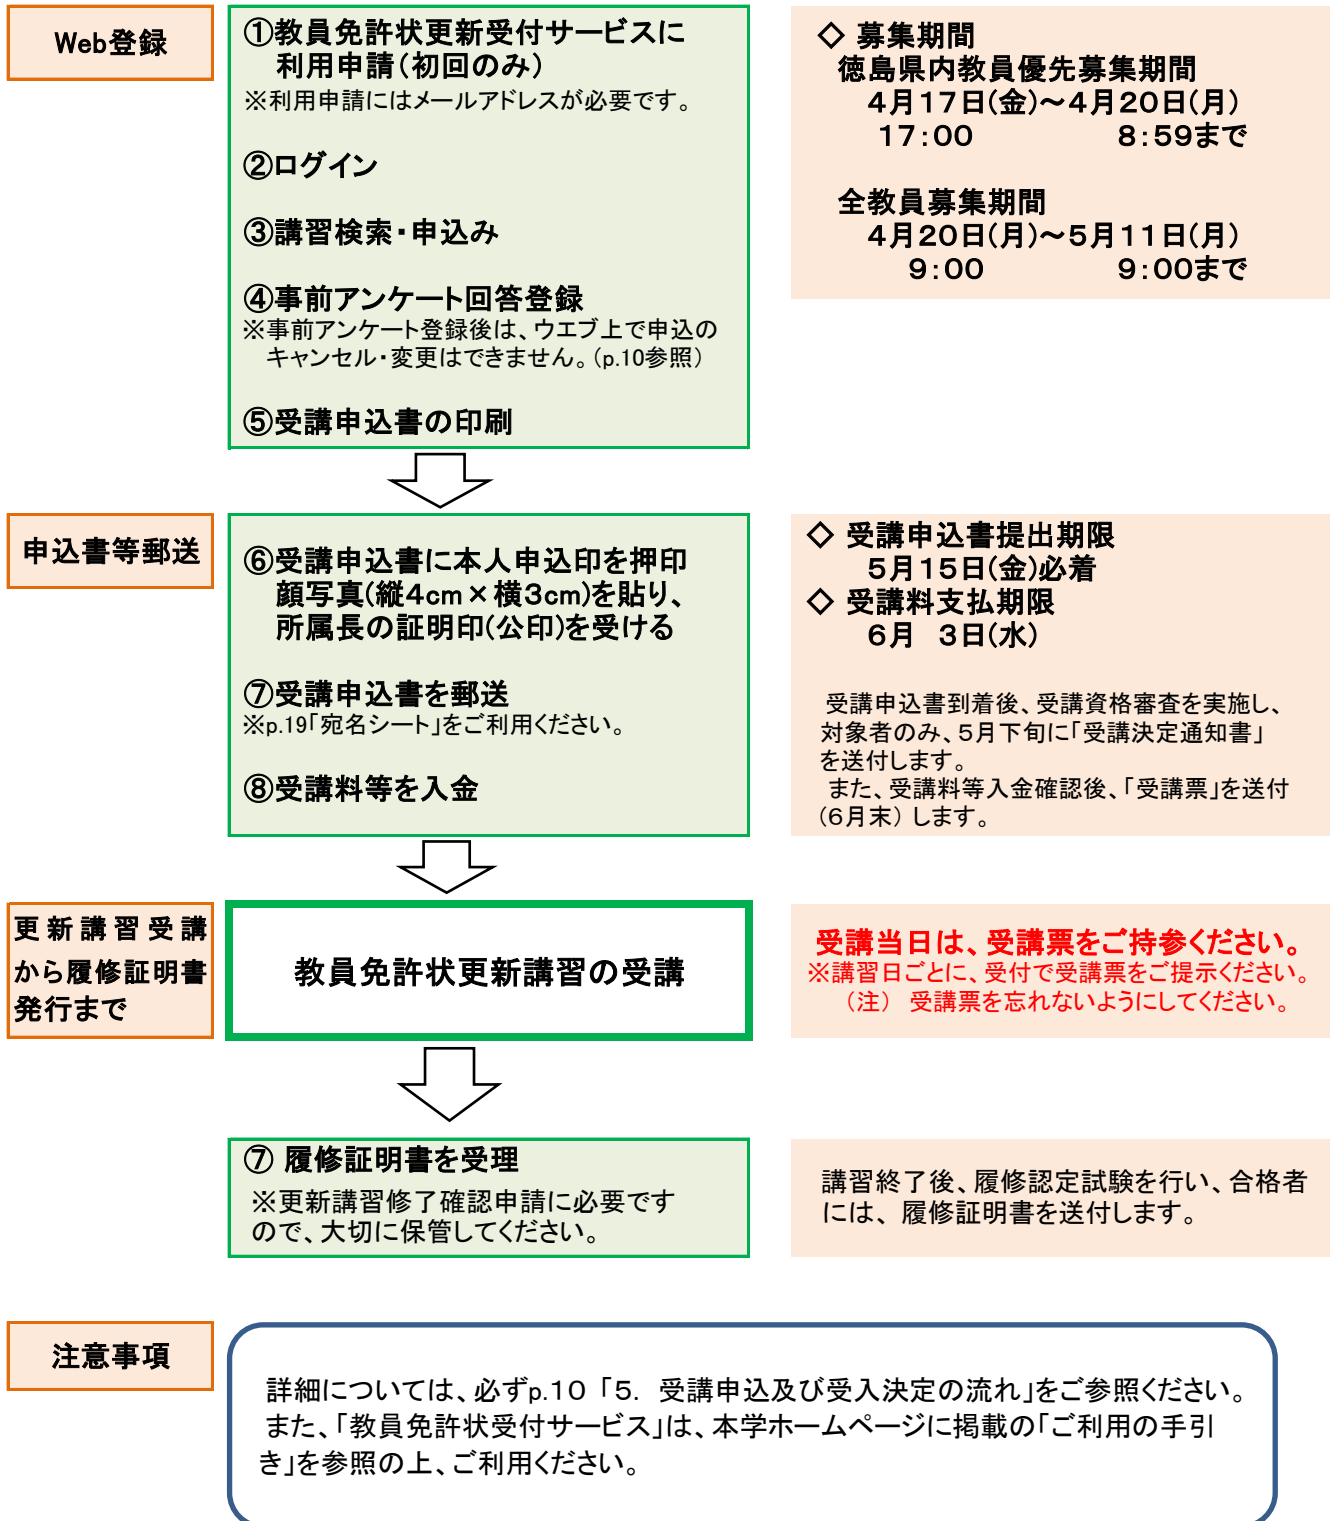 Web登録
①教員免許状更新受付サービスに
利用申請(初回のみ)
※利用申請にはメールアドレスが必要です。
②ログイン
③講習検索・申込み
④事前アンケート回答登録
※事前アンケート登録後は、ウエブ上で申込の
キャンセル・変更はできません。(p.10参照)
⑤受講申込書の印刷
◇ 募集期間
徳島県内教員優先募集期間
4月17日(金)～4月20日(月)
17:00 8:59まで
全教員募集期間
4月20日(月)～5月11日(月)
9:00 9:00まで
申込書等郵送
⑥受講申込書に本人申込印を押印
顔写真(縦4cm×横3cm)を貼り、
所属長の証明印(公印)を受ける
⑦受講申込書を郵送
※p.19「宛名シート」をご利用ください。
⑧受講料等を入金
◇ 受講申込書提出期限
5月15日(金)必着
◇ 受講料支払期限
6月 3日(水)
受講申込書到着後、受講資格審査を実施し、
対象者のみ、5月下旬に「受講決定通知書」
を送付します。
また、受講料等入金確認後、「受講票」を送付
(6月末) します。
更新講習受講
から履修証明書
発行まで
教員免許状更新講習の受講
受講当日は、受講票をご持参ください。
※講習日ごとに、受付で受講票をご提示ください。
(注) 受講票を忘れないようにしてください。
⑦ 履修証明書を受理
※更新講習修了確認申請に必要です
ので、大切に保管してください。
講習終了後、履修認定試験を行い、合格者
には、履修証明書を送付します。
注意事項
詳細については、必ずp.10 「5. 受講申込及び受入決定の流れ」をご参照ください。
また、「教員免許状受付サービス」は、本学ホームページに掲載の「ご利用の手引
き」を参照の上、ご利用ください。